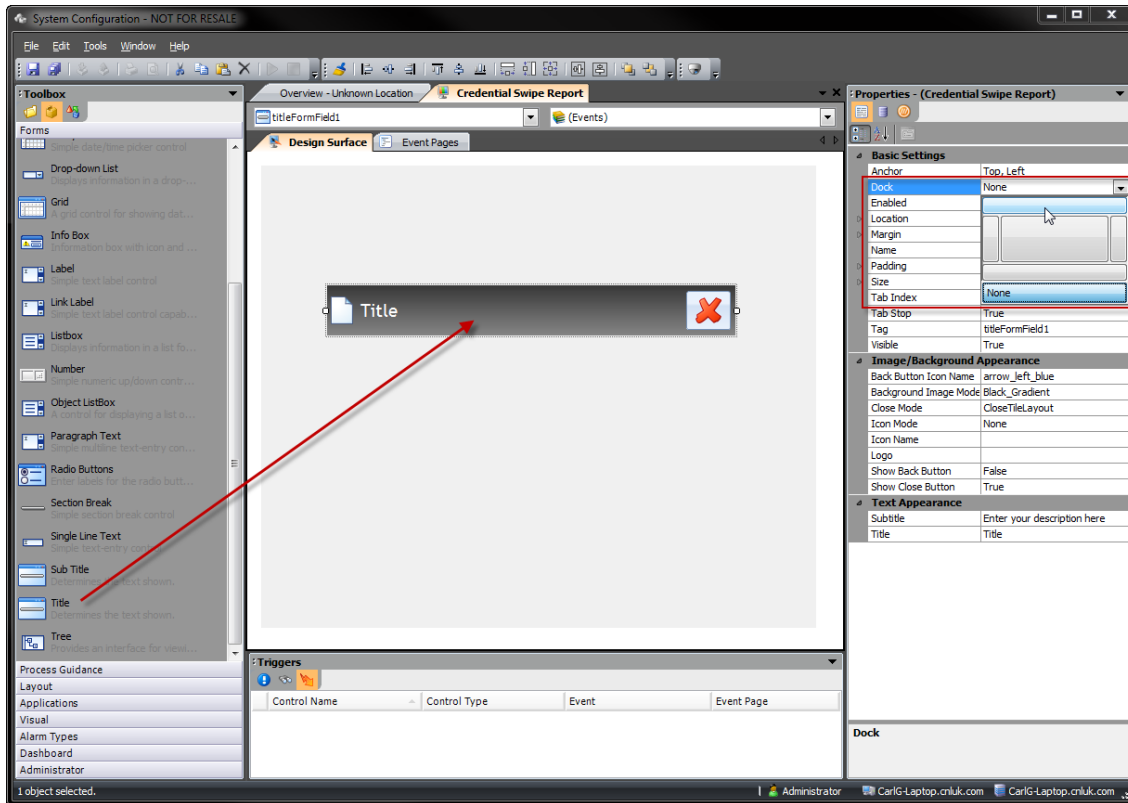 System Configuration - NOT FOR RESALE
File Edit Tools Window Help
Toolbox
Forms
Simple date/time picker control
Drop-down List
Displays information in a drop-...
Grid
A grid control for showing dat...
Info Box
Information box with icon and ...
Label
Simple text label control
Link Label
Simple text label control capab...
Listbox
Displays information in a list fo...
Number
Simple numeric up/down contr...
Object ListBox
A control for displaying a list o...
Paragraph Text
Simple multiline text-entry con...
Radio Buttons
Enter labels for the radio butt...
Section Break
Simple section break control
Single Line Text
Simple text-entry control
Sub Title
Determines the text shown.
Title
Determines the text shown.
Tree
Provides an interface for viewi...
Process Guidance
Layout
Applications
Visual
Alarm Types
Dashboard
Administrator
Overview - Unknown Location Credential Swipe Report
titleFormField1 (Events)
Design Surface Event Pages
Title
Triggers
Control Name Control Type Event Event Page
Properties - (Credential Swipe Report)
Basic Settings
Anchor Top, Left
Dock None
Enabled
Location
Margin
Name
Padding
Size
None
Tab Index
Tab Stop True
Tag titleFormField1
Visible True
Image/Background Appearance
Back Button Icon Name arrow_left_blue
Background Image Mode Black_Gradient
Close Mode CloseTileLayout
Icon Mode None
Icon Name
Logo
Show Back Button False
Show Close Button True
Text Appearance
Subtitle Enter your description here
Title Title
Dock
1 object selected. Administrator CarlG-Laptop.cnluk.com CarlG-Laptop.cnluk.com